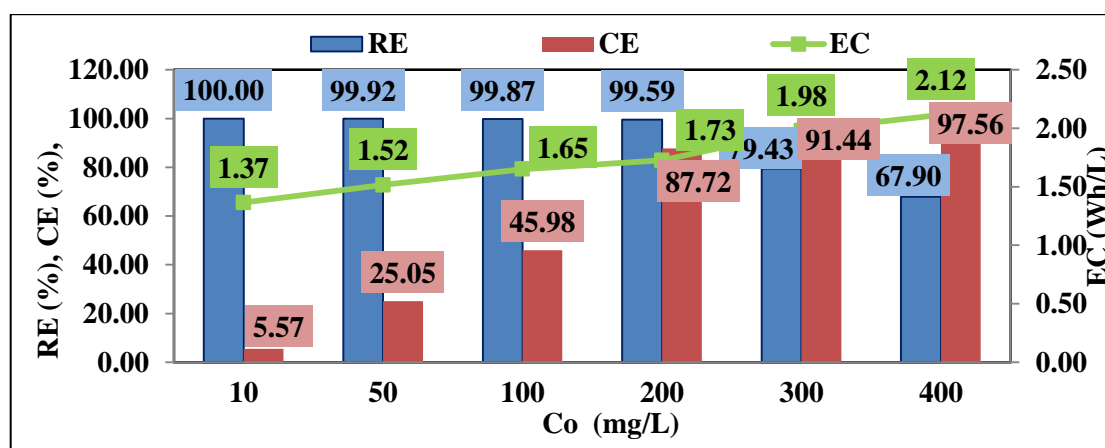 RE CE EC
120.00
100.00
80.00
60.00
40.00
20.00
0.00
RE (%), CE (%),
100.00 99.92 99.87 99.59 79.43 67.90
1.37 1.52 1.65 1.73 1.98 2.12
5.57 25.05 45.98 87.72 91.44 97.56
2.50
2.00
1.50
1.00
0.50
0.00
EC (Wh/L)
10 50 100 200 300 400
Co (mg/L)